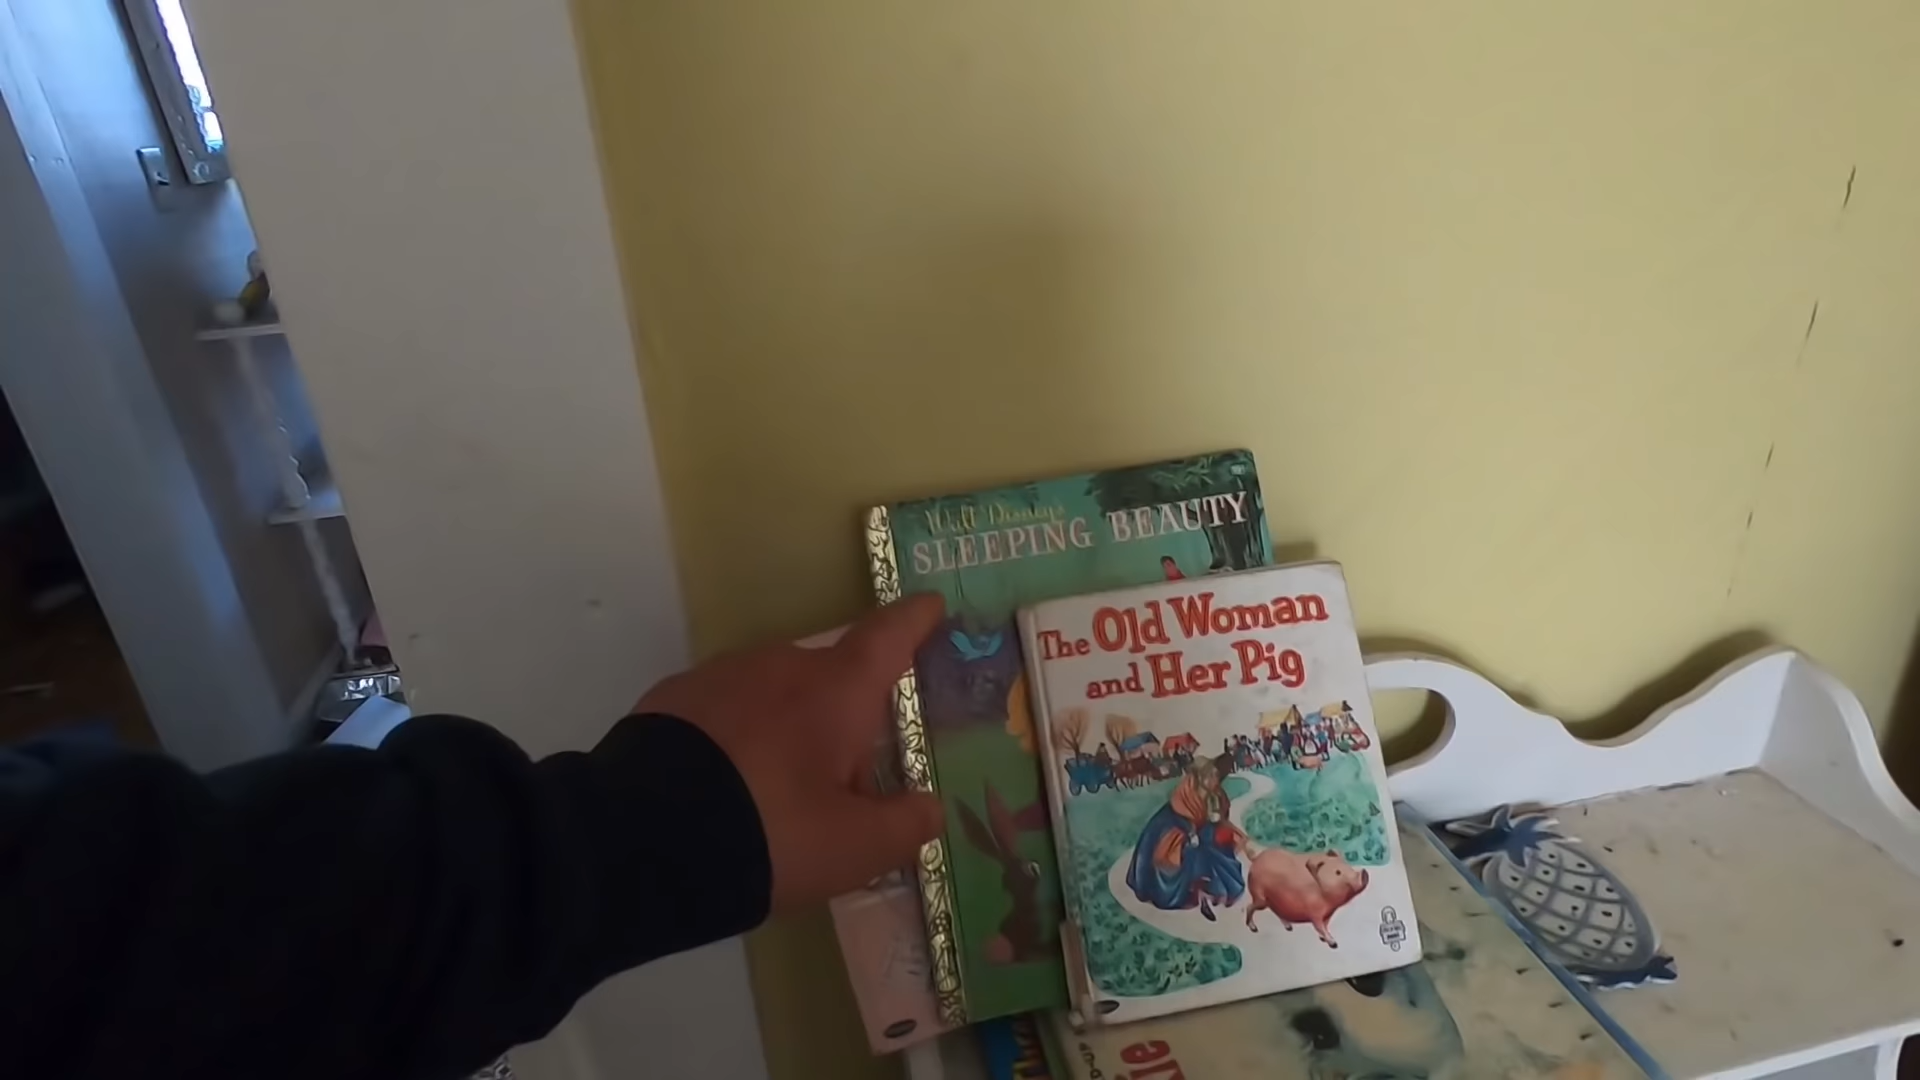 Walt Disney's
SLEEPING BEAUTY
The Old Woman
and Her Pig